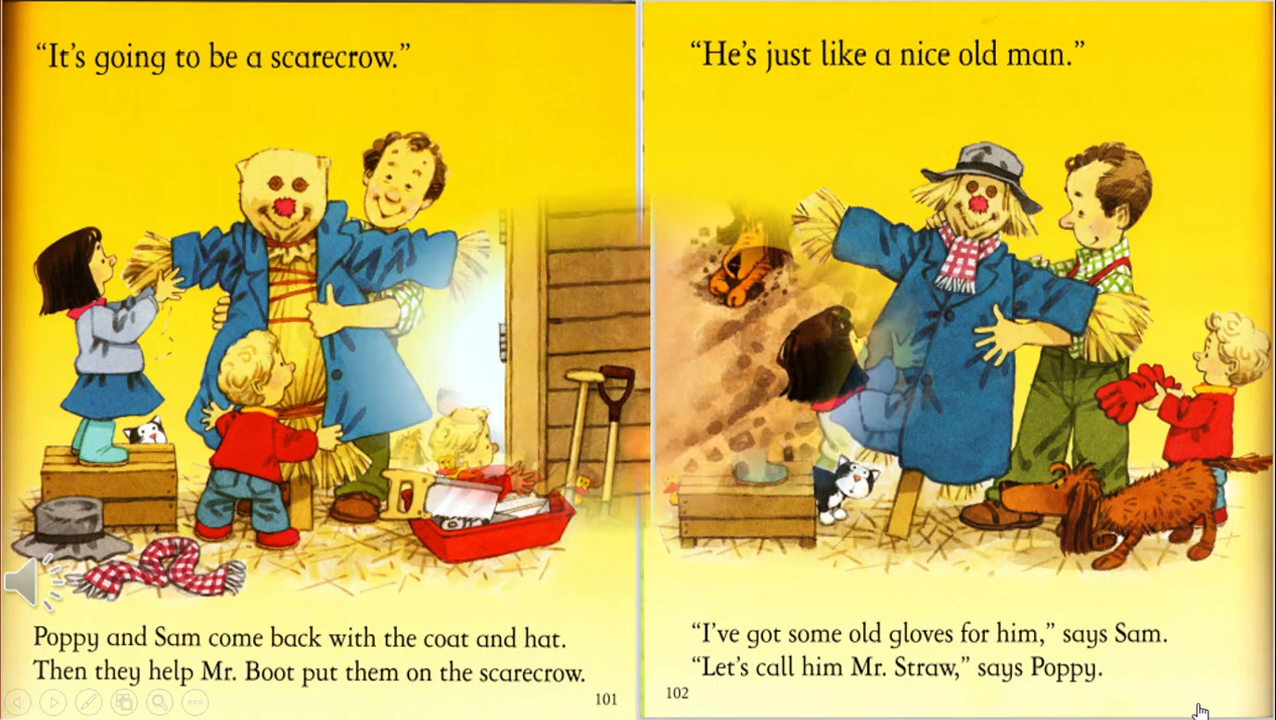 “It’s going to be a scarecrow.”
Poppy and Sam come back with the coat and hat.
Then they help Mr. Boot put them on the scarecrow.
101
“He’s just like a nice old man.”
“I’ve got some old gloves for him,” says Sam.
“Let’s call him Mr. Straw,” says Poppy.
102